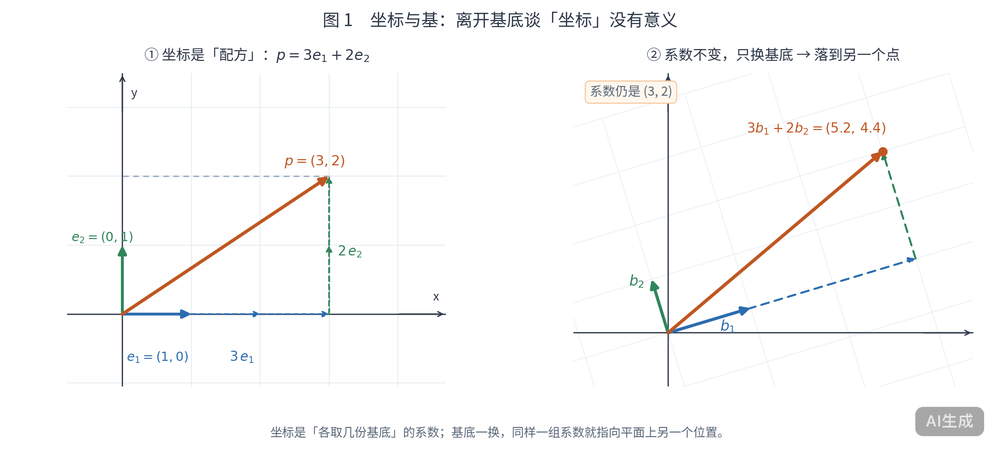 图 1 坐标与基：离开基底谈「坐标」没有意义
① 坐标是「配方」：p = 3e₁ + 2e₂
y
p = (3, 2)
e₂ = (0, 1)
2 e₂
x
e₁ = (1, 0)
3 e₁
② 系数不变，只换基底 → 落到另一个点
系数仍是 (3, 2)
3b₁ + 2b₂ = (5.2, 4.4)
b₂
b₁
坐标是「各取几份基底」的系数；基底一换，同样一组系数就指向平面上另一个位置。
AI生成